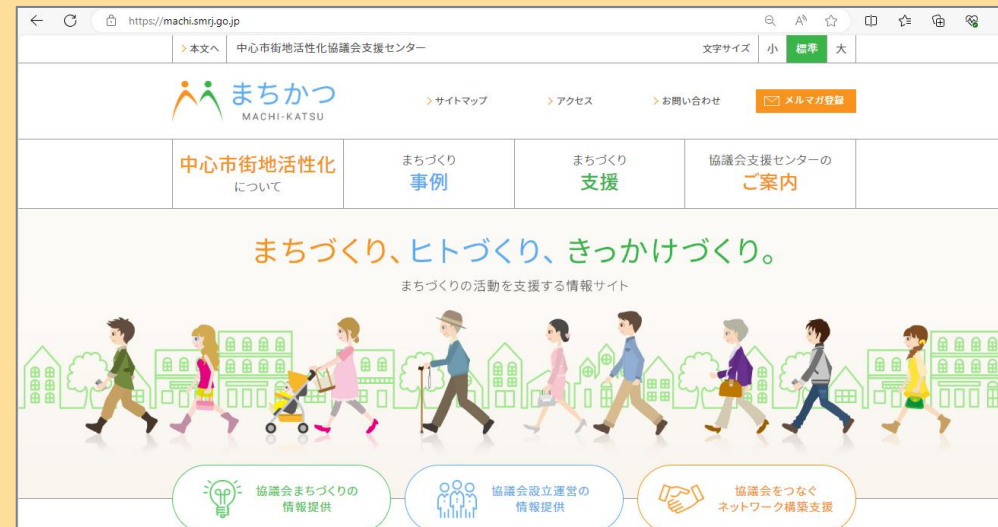 https://machi.smrj.go.jp
本文へ 中心市街地活性化協議会支援センター 文字サイズ 小 標準 大
まちかつ
MACHI-KATSU
サイトマップ アクセス お問い合わせ メルマガ登録
中心市街地活性化
について
まちづくり
事例
まちづくり
支援
協議会支援センターの
ご案内
まちづくり、ヒトづくり、きっかけづくり。
まちづくりの活動を支援する情報サイト
協議会まちづくりの
情報提供
協議会設立運営の
情報提供
協議会をつなぐ
ネットワーク構築支援